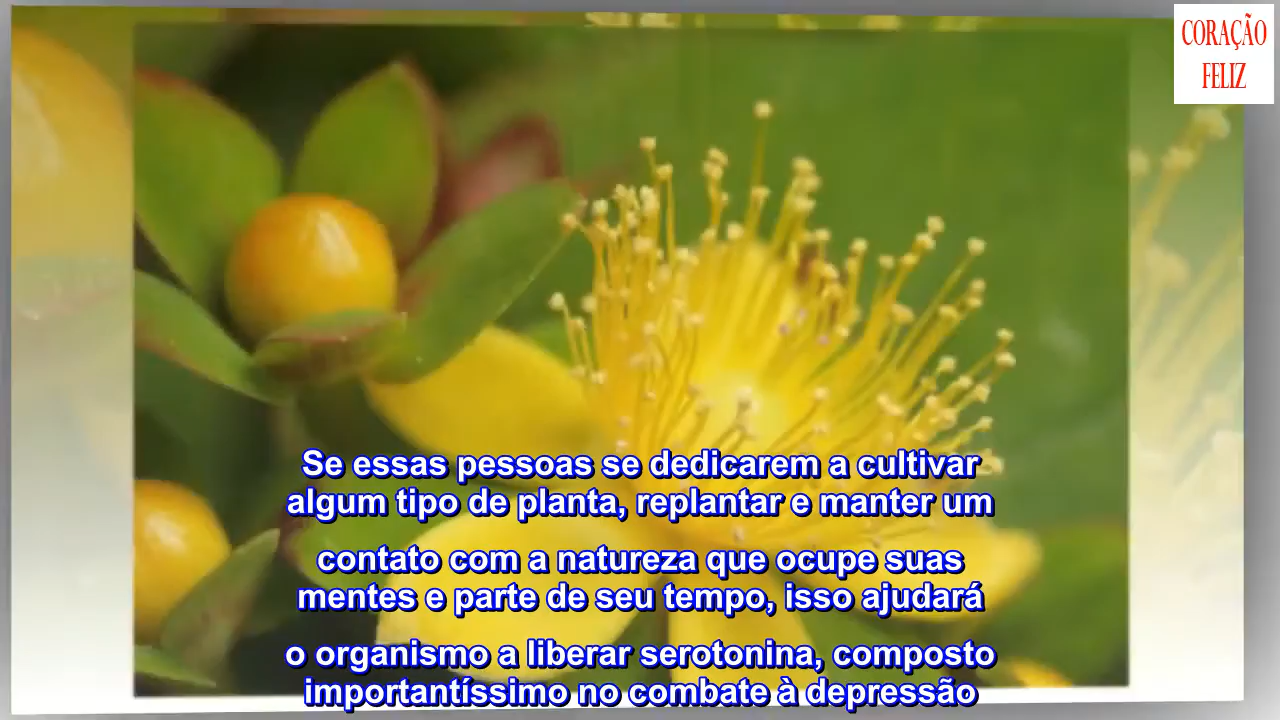 CORAÇÃO
FELIZ
Se essas pessoas se dedicarem a cultivar
algum tipo de planta, replantar e manter um
contato com a natureza que ocupe suas
mentes e parte de seu tempo, isso ajudará
o organismo a liberar serotonina, composto
importantíssimo no combate à depressão